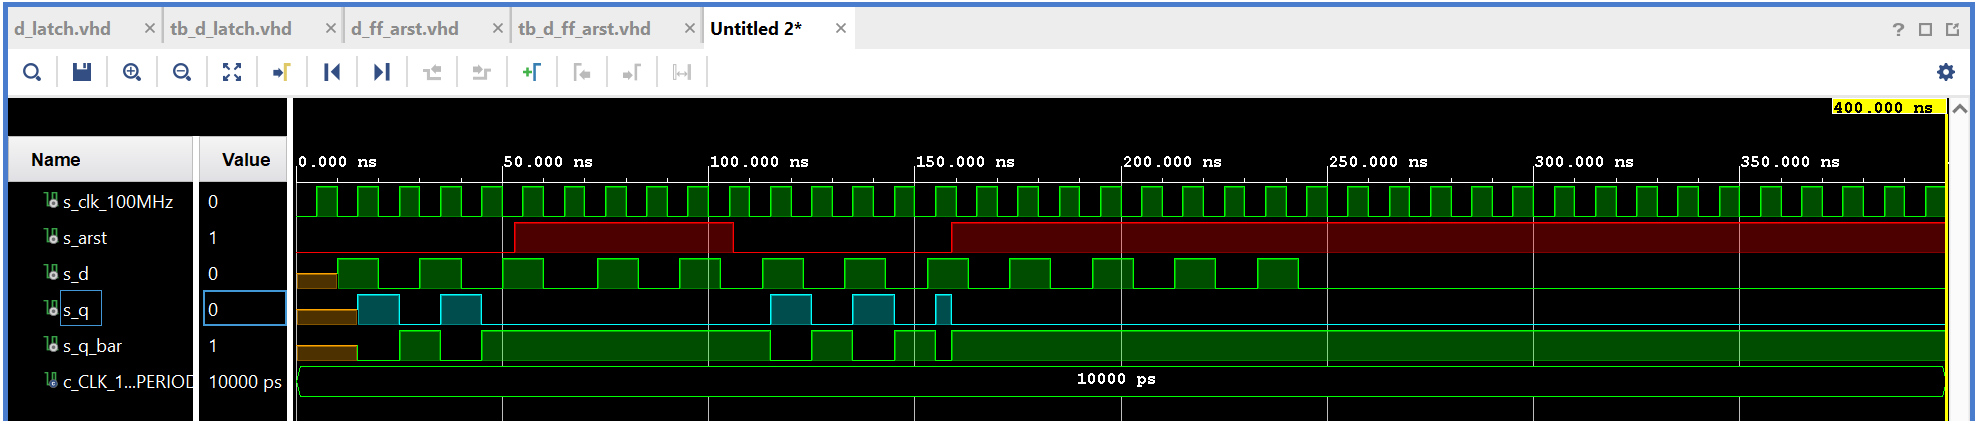 d_latch.vhd × tb_d_latch.vhd × d_ff_arst.vhd × tb_d_ff_arst.vhd × Untitled 2* × ?
400.000 ns
Name Value 0.000 ns 50.000 ns 100.000 ns 150.000 ns 200.000 ns 250.000 ns 300.000 ns 350.000 ns
s_clk_100MHz 0
s_arst 1
s_d 0
s_q 0
s_q_bar 1
c_CLK_1...PERIOD 10000 ps 10000 ps